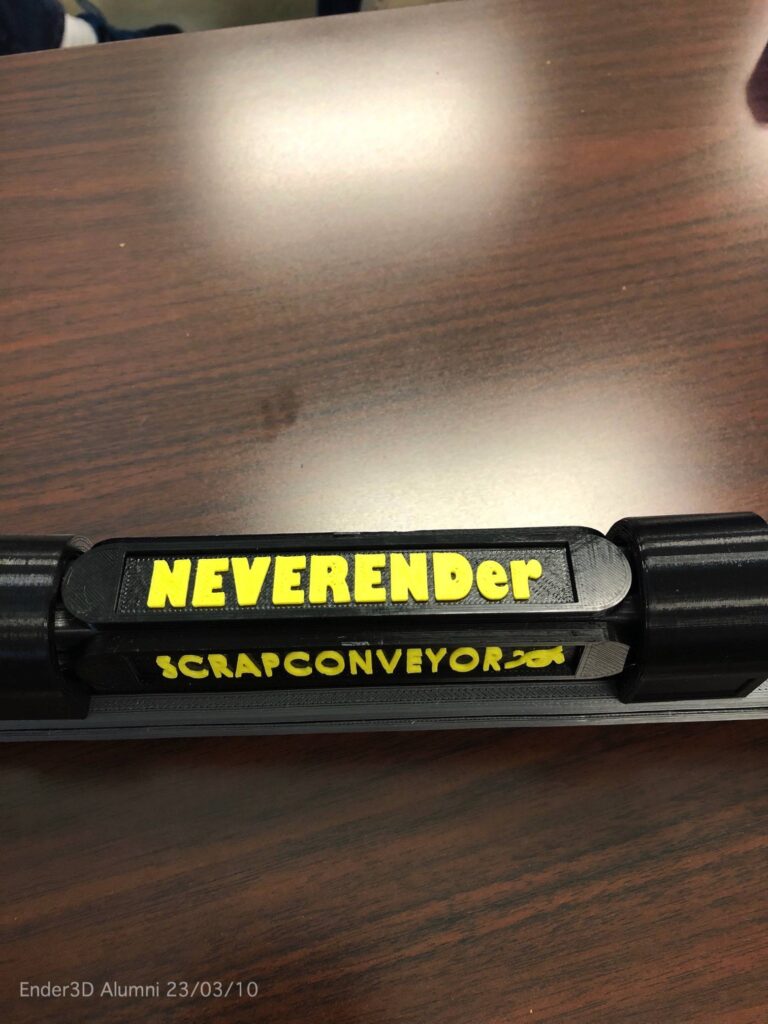 NEVERENDer
SCRAPCONVEYOR
Ender3D Alumni 23/03/10